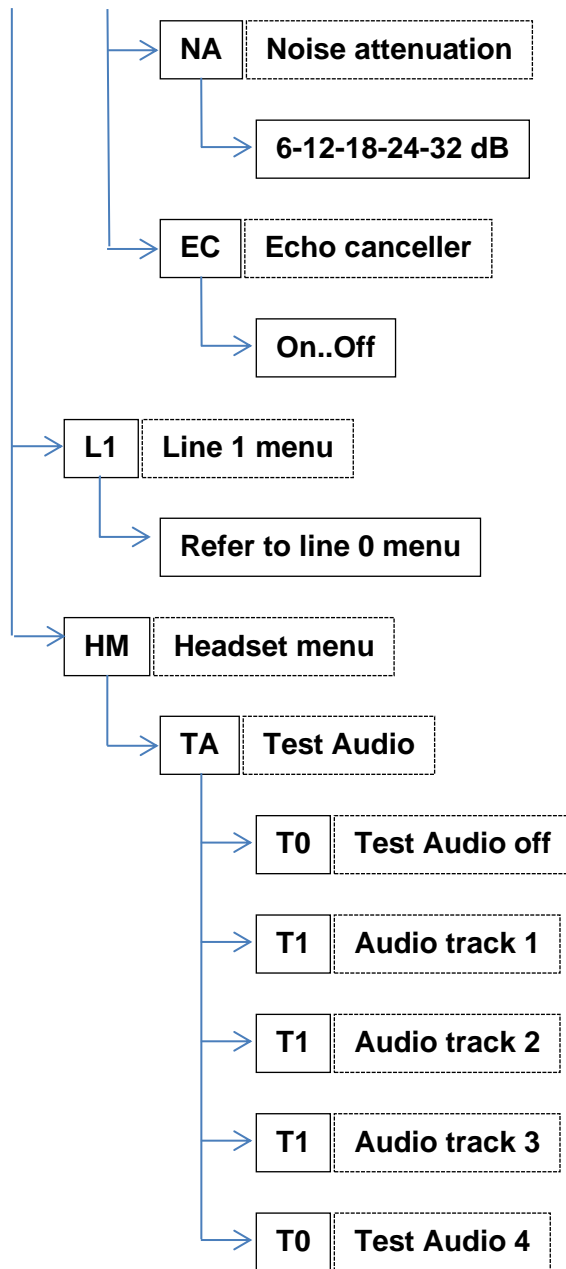 NA Noise attenuation
6-12-18-24-32 dB
EC Echo canceller
On..Off
L1 Line 1 menu
Refer to line 0 menu
HM Headset menu
TA Test Audio
T0 Test Audio off
T1 Audio track 1
T1 Audio track 2
T1 Audio track 3
T0 Test Audio 4